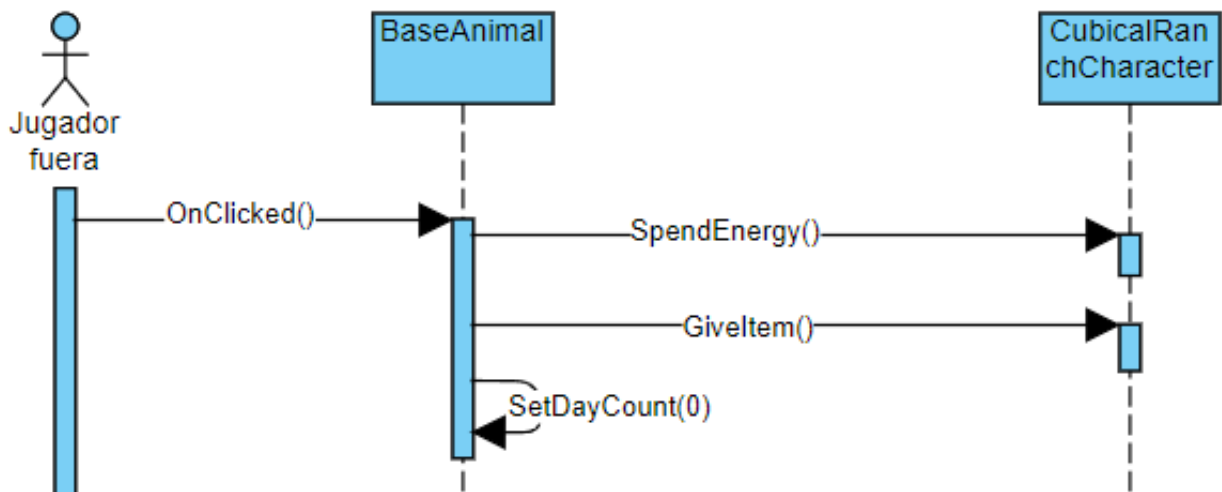 BaseAnimal
CubicalRan
chCharacter
Jugador
fuera
OnClicked()
SpendEnergy()
GiveItem()
SetDayCount(0)